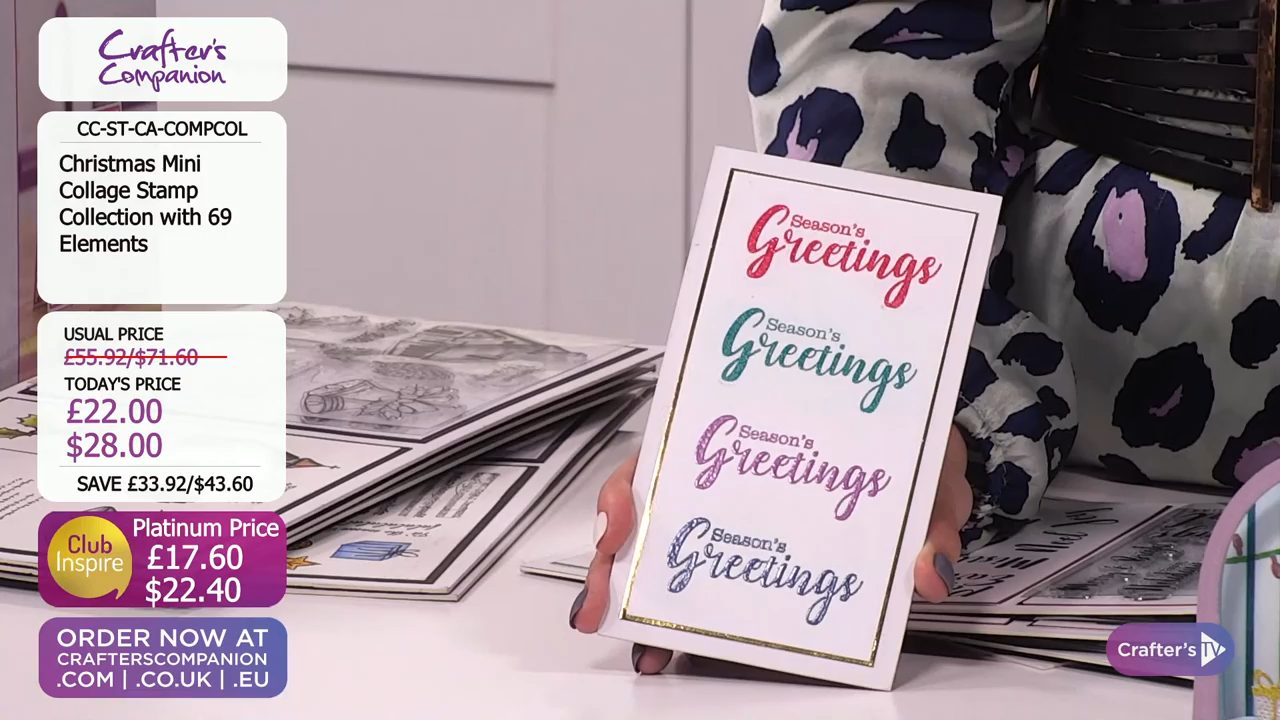 Crafter's
Companion
CC-ST-CA-COMPCOL
Christmas Mini
Collage Stamp
Collection with 69
Elements
USUAL PRICE
£55.92/$71.60
TODAY'S PRICE
£22.00
$28.00
SAVE £33.92/$43.60
Club
Inspire
Platinum Price
£17.60
$22.40
ORDER NOW AT
CRAFTERSCOMPANION
.COM | .CO.UK | .EU
Season's
Greetings
Season's
Greetings
Season's
Greetings
Season's
Greetings
Crafter's TV